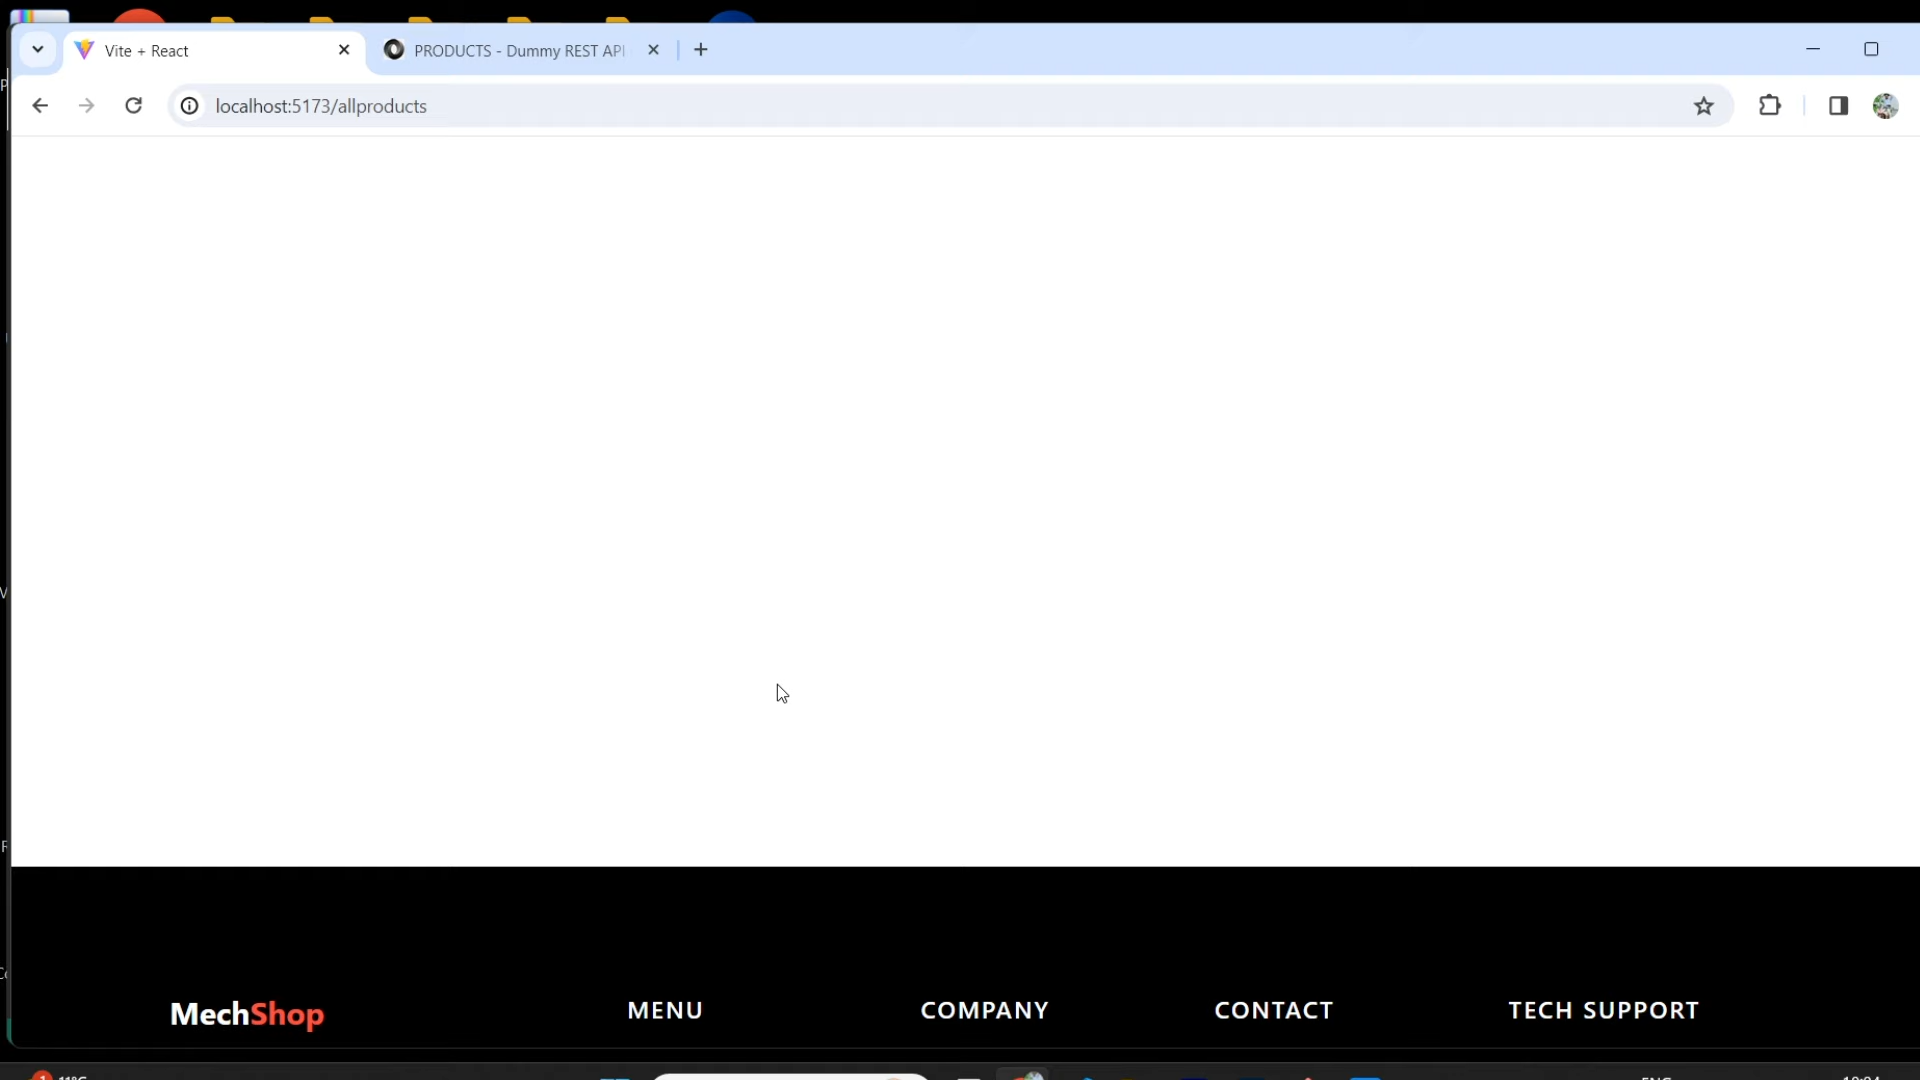 Vite + React
PRODUCTS - Dummy REST API
localhost:5173/allproducts
MechShop
MENU
COMPANY
CONTACT
TECH SUPPORT